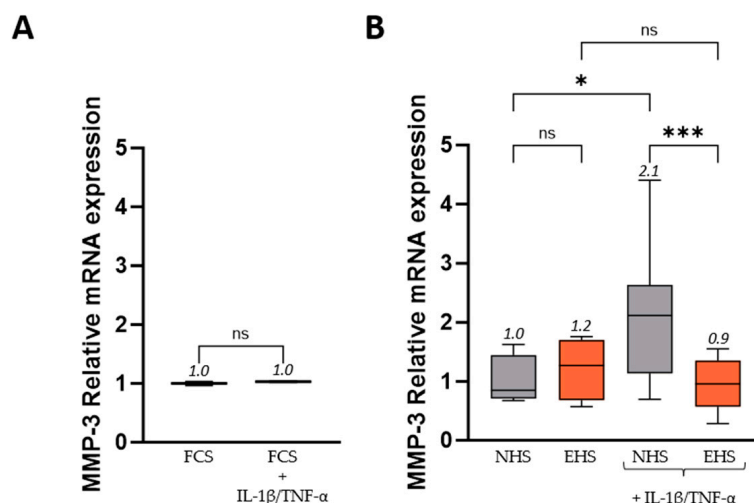 A
MMP-3 Relative mRNA expression
5
4
3
2
1
0
ns
1.0
1.0
FCS
FCS
+
IL-1β/TNF-α
B
MMP-3 Relative mRNA expression
5
4
3
2
1
0
ns
*
ns
***
1.0
1.2
2.1
0.9
NHS
EHS
NHS
EHS
+ IL-1β/TNF-α